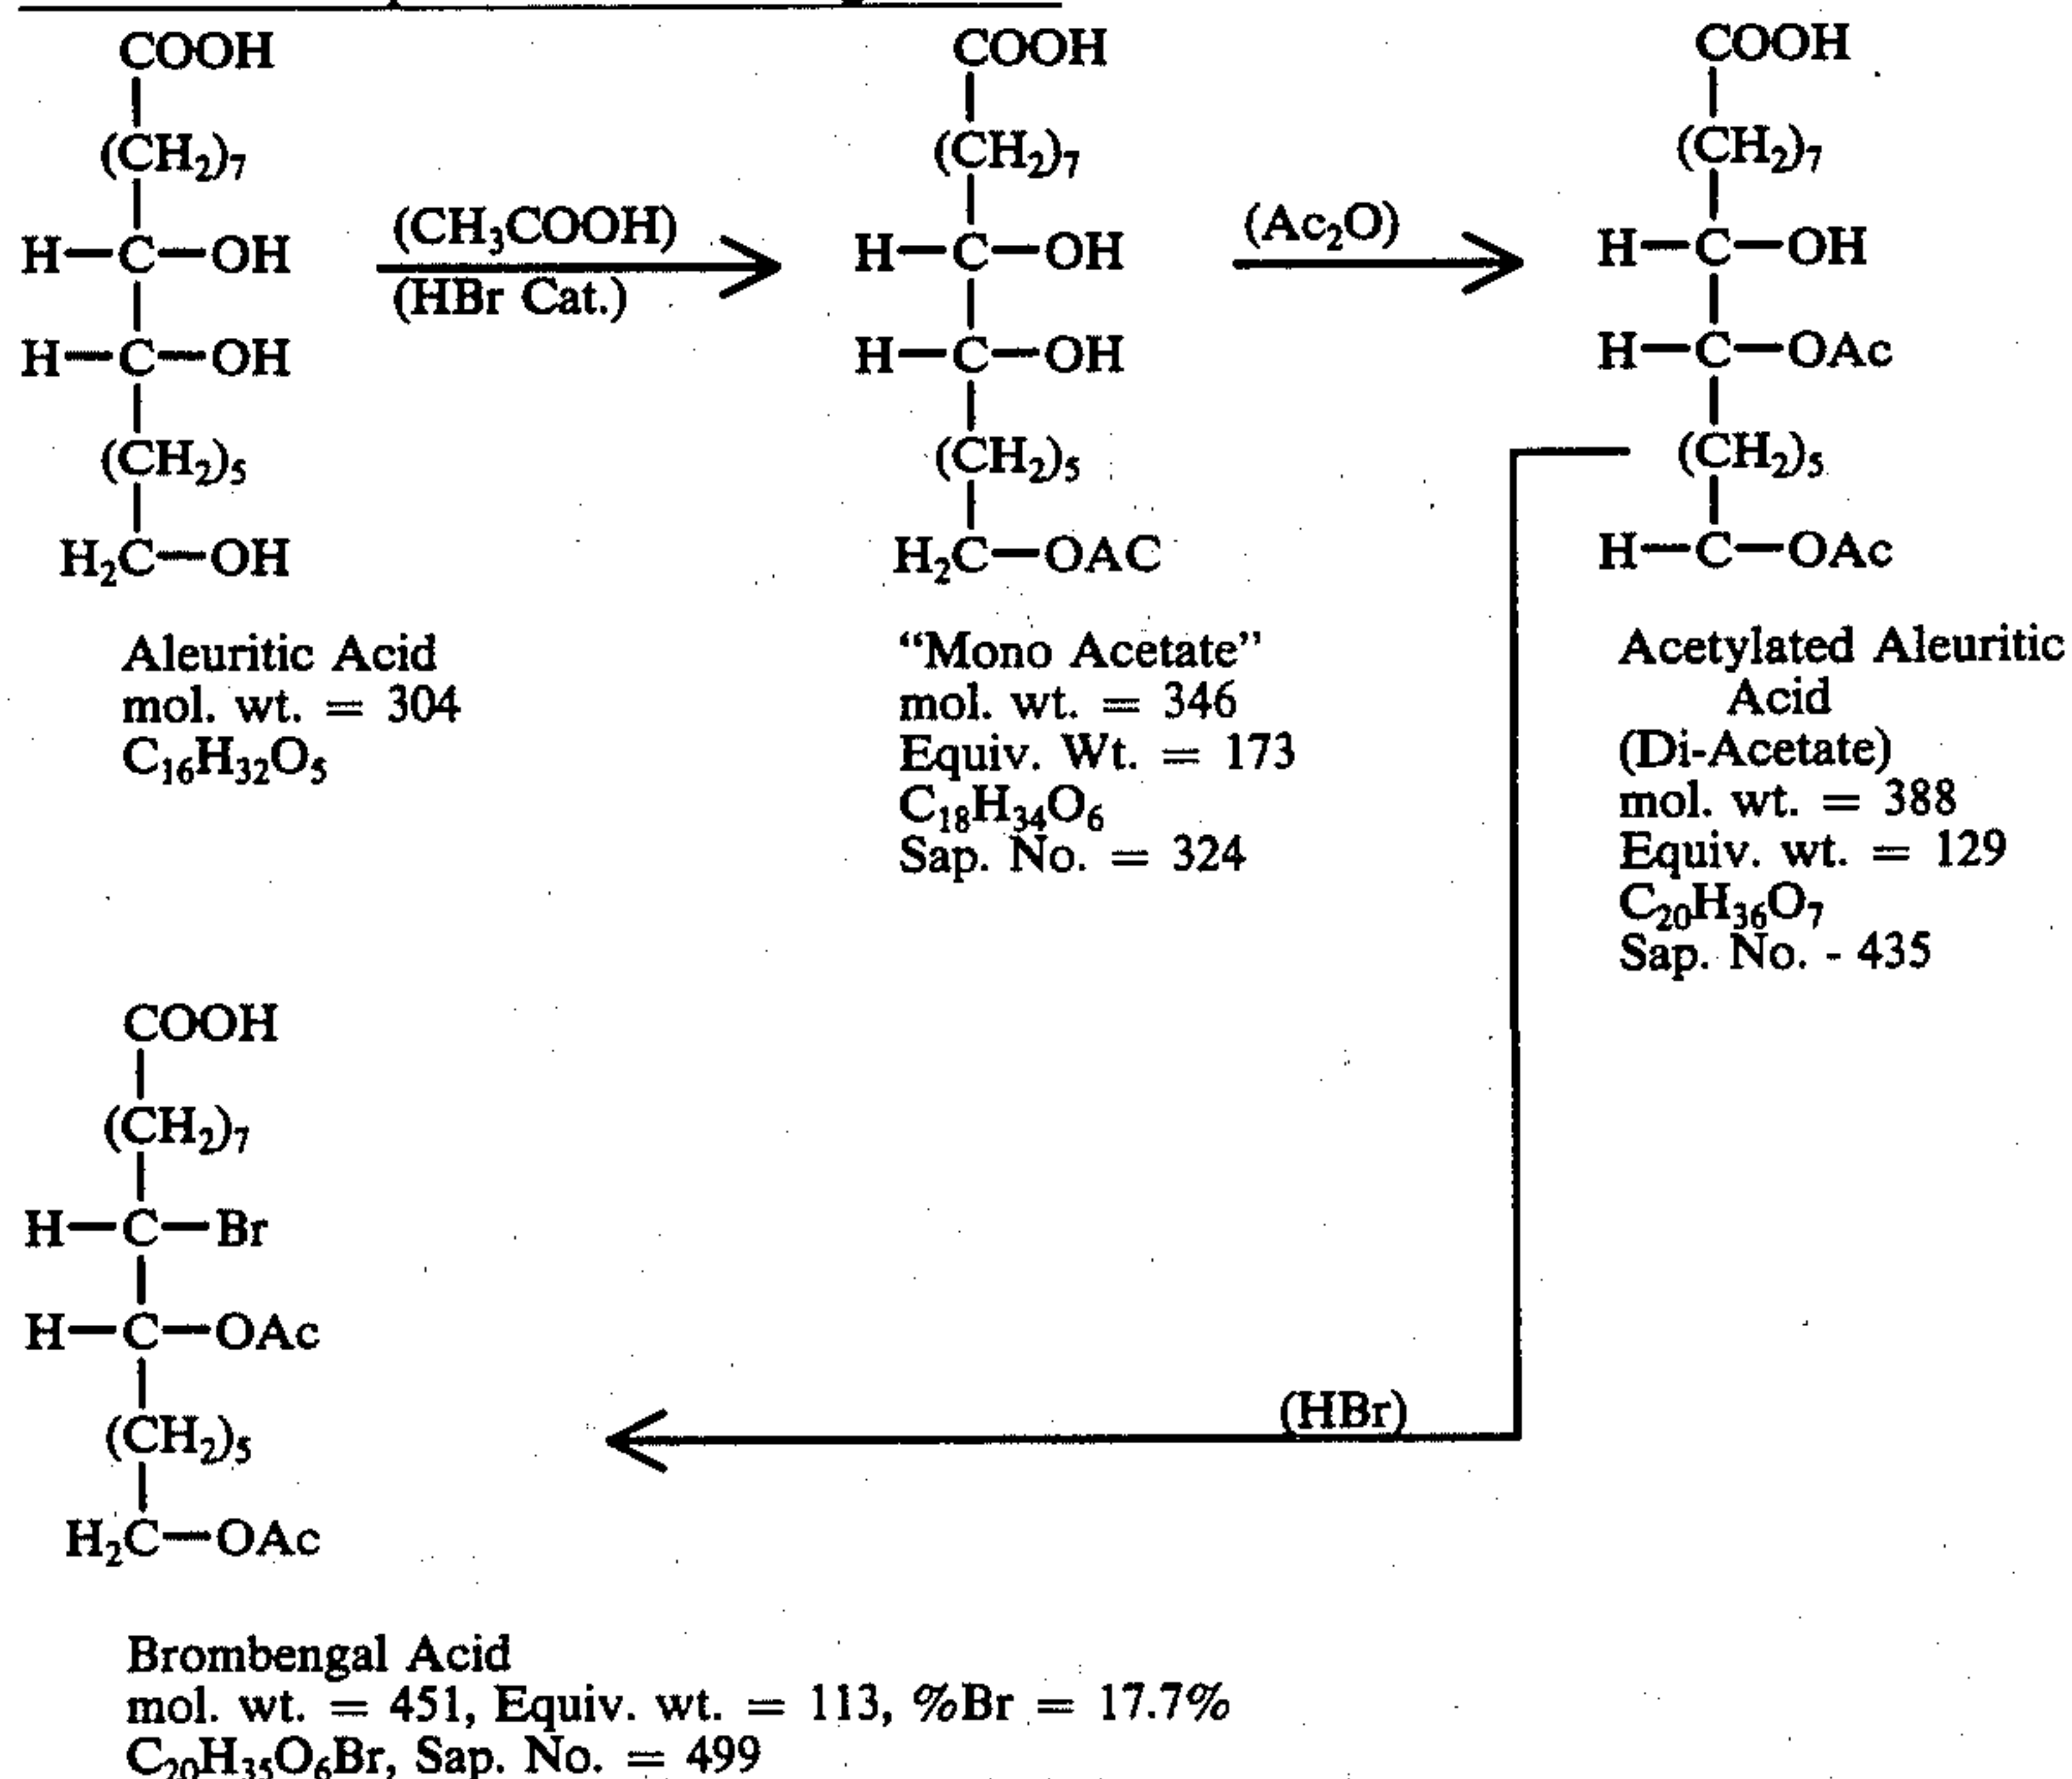 COOH
(CH₂)₇
H—C—OH
H—C—OH
(CH₂)₅
H₂C—OH
Aleuritic Acid
mol. wt. = 304
C₁₆H₃₂O₅
(CH₃COOH)
(HBr Cat.)
COOH
(CH₂)₇
H—C—OH
H—C—OH
(CH₂)₅
H₂C—OAC
“Mono Acetate”
mol. wt. = 346
Equiv. Wt. = 173
C₁₈H₃₄O₆
Sap. No. = 324
(Ac₂O)
COOH
(CH₂)₇
H—C—OH
H—C—OAc
(CH₂)₅
H—C—OAc
Acetylated Aleuritic
Acid
(Di-Acetate)
mol. wt. = 388
Equiv. wt. = 129
C₂₀H₃₆O₇
Sap. No. - 435
(HBr)
COOH
(CH₂)₇
H—C—Br
H—C—OAc
(CH₂)₅
H₂C—OAc
Brombengal Acid
mol. wt. = 451, Equiv. wt. = 113, %Br = 17.7%
C₂₀H₃₅O₆Br, Sap. No. = 499